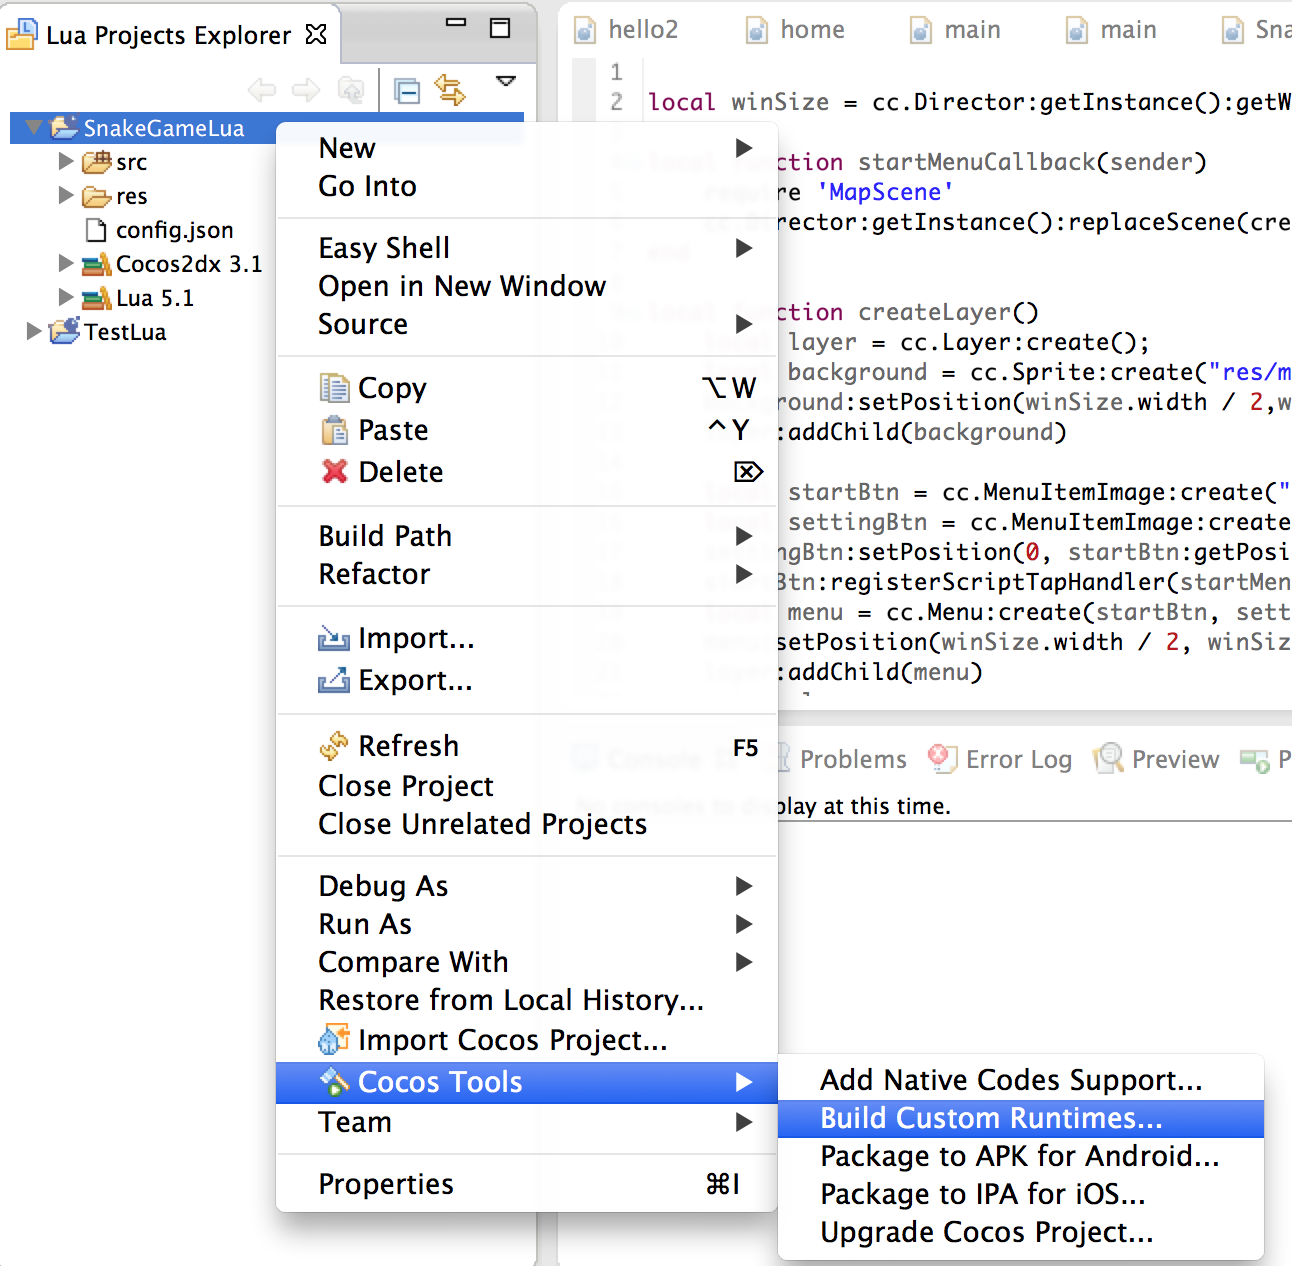 Lua Projects Explorer
SnakeGameLua
src
res
config.json
Cocos2dx 3.1
Lua 5.1
TestLua
hello2
home
main
main
1
2 local winSize = cc.Director:getInstance():getW
ction startMenuCallback(sender)
re 'MapScene'
rector:getInstance():replaceScene(cre
end
ction createLayer()
layer = cc.Layer:create();
background = cc.Sprite:create("res/m
round:setPosition(winSize.width / 2,w
:addChild(background)
startBtn = cc.MenuItemImage:create("
settingBtn = cc.MenuItemImage:create
ngBtn:setPosition(0, startBtn:getPosi
Btn:registerScriptTapHandler(startMen
menu = cc.Menu:create(startBtn, sett
setPosition(winSize.width / 2, winSiz
:addChild(menu)
Console
Problems
Error Log
Preview
P
No consoles to display at this time.
New
Go Into
Easy Shell
Open in New Window
Source
Copy ⌥W
Paste ^Y
Delete ⌦
Build Path
Refactor
Import...
Export...
Refresh F5
Close Project
Close Unrelated Projects
Debug As
Run As
Compare With
Restore from Local History...
Import Cocos Project...
Cocos Tools
Team
Properties ⌘I
Add Native Codes Support...
Build Custom Runtimes...
Package to APK for Android...
Package to IPA for iOS...
Upgrade Cocos Project...